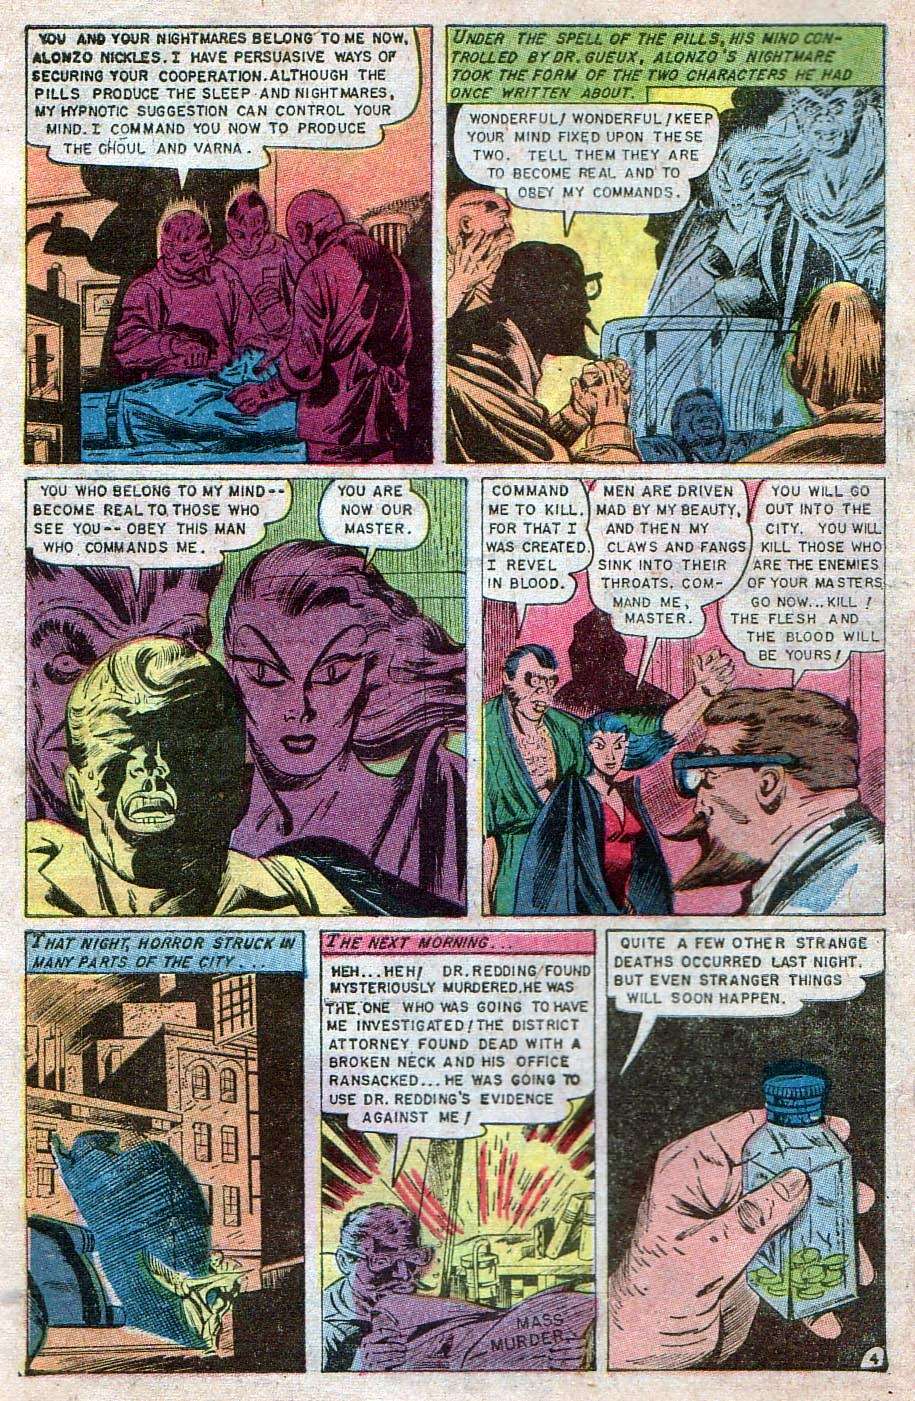 YOU AND YOUR NIGHTMARES BELONG TO ME NOW,
ALONZO NICKLES. I HAVE PERSUASIVE WAYS OF
SECURING YOUR COOPERATION. ALTHOUGH THE
PILLS PRODUCE THE SLEEP AND NIGHTMARES,
MY HYPNOTIC SUGGESTION CAN CONTROL YOUR
MIND. I COMMAND YOU NOW TO PRODUCE
THE GHOUL AND VARNA.
UNDER THE SPELL OF THE PILLS, HIS MIND CON-
TROLLED BY DR. GUEUX, ALONZO'S NIGHTMARE
TOOK THE FORM OF THE TWO CHARACTERS HE HAD
ONCE WRITTEN ABOUT.
WONDERFUL! WONDERFUL! KEEP
YOUR MIND FIXED UPON THESE
TWO. TELL THEM THEY ARE
TO BECOME REAL AND TO
OBEY MY COMMANDS.
YOU WHO BELONG TO MY MIND--
BECOME REAL TO THOSE WHO
SEE YOU-- OBEY THIS MAN
WHO COMMANDS ME.
YOU ARE
NOW OUR
MASTER.
COMMAND
ME TO KILL.
FOR THAT I
WAS CREATED.
I REVEL
IN BLOOD.
MEN ARE DRIVEN
MAD BY MY BEAUTY,
AND THEN MY
CLAWS AND FANGS
SINK INTO THEIR
THROATS. COM-
MAND ME,
MASTER.
YOU WILL GO
OUT INTO THE
CITY. YOU WILL
KILL THOSE WHO
ARE THE ENEMIES
OF YOUR MASTERS
GO NOW... KILL!
THE FLESH AND
THE BLOOD WILL
BE YOURS!
THAT NIGHT, HORROR STRUCK IN
MANY PARTS OF THE CITY....
THE NEXT MORNING...
HEH...HEH! DR. REDDING FOUND
MYSTERIOUSLY MURDERED. HE WAS
THE ONE WHO WAS GOING TO HAVE
ME INVESTIGATED! THE DISTRICT
ATTORNEY FOUND DEAD WITH A
BROKEN NECK AND HIS OFFICE
RANSACKED... HE WAS GOING TO
USE DR. REDDING'S EVIDENCE
AGAINST ME!
MASS
MURDER
QUITE A FEW OTHER STRANGE
DEATHS OCCURRED LAST NIGHT.
BUT EVEN STRANGER THINGS
WILL SOON HAPPEN.
4